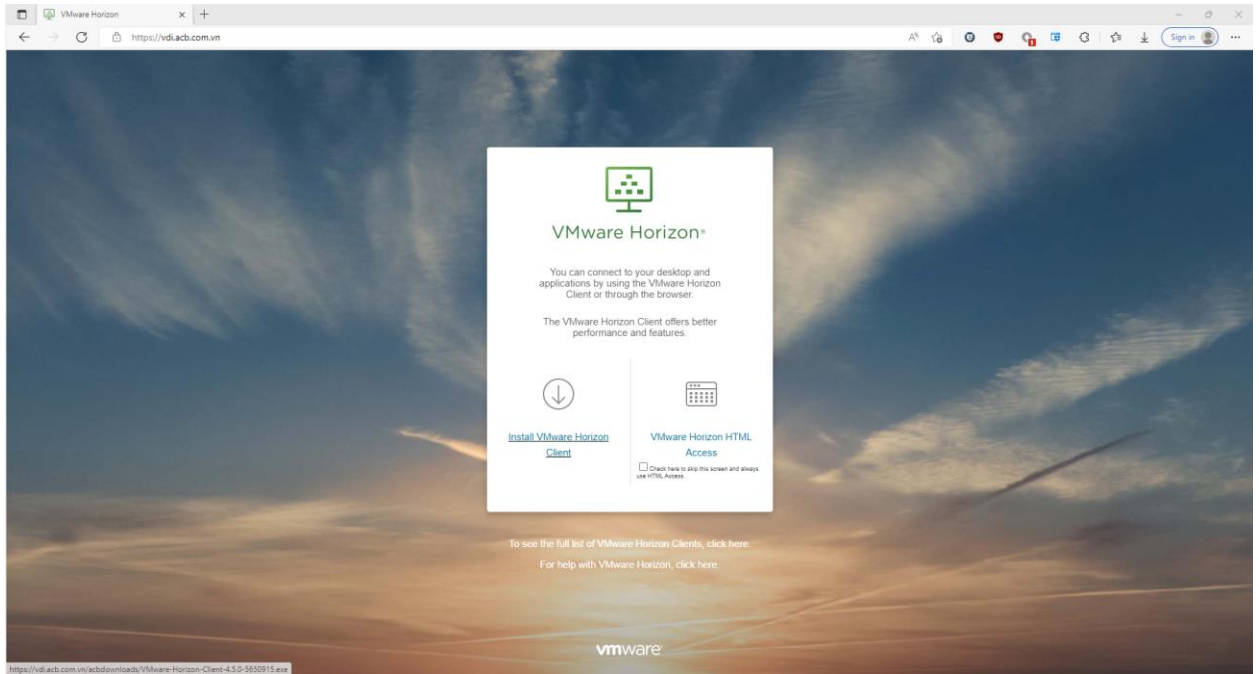 VMware Horizon
https://vdi.acb.com.vn
Sign in
VMware Horizon®
You can connect to your desktop and
applications by using the VMware Horizon
Client or through the browser.
The VMware Horizon Client offers better
performance and features.
Install VMware Horizon
Client
VMware Horizon HTML
Access
Check here to skip this screen and always
use HTML Access.
To see the full list of VMware Horizon Clients, click here.
For help with VMware Horizon, click here.
vmware
https://vdi.acb.com.vn/acbdownloads/VMware-Horizon-Client-4.5.0-5650915.exe